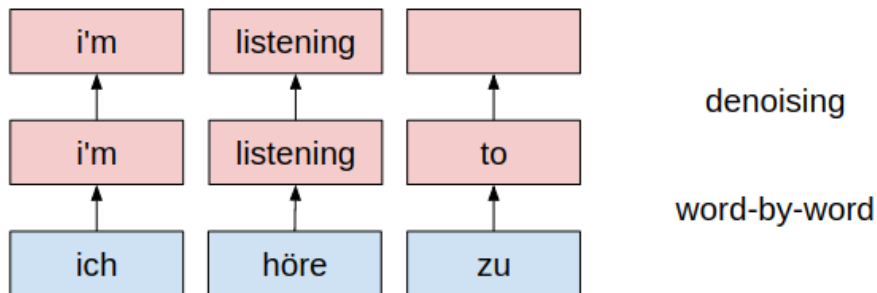 i'm listening
denoising
i'm listening to
word-by-word
ich höre zu